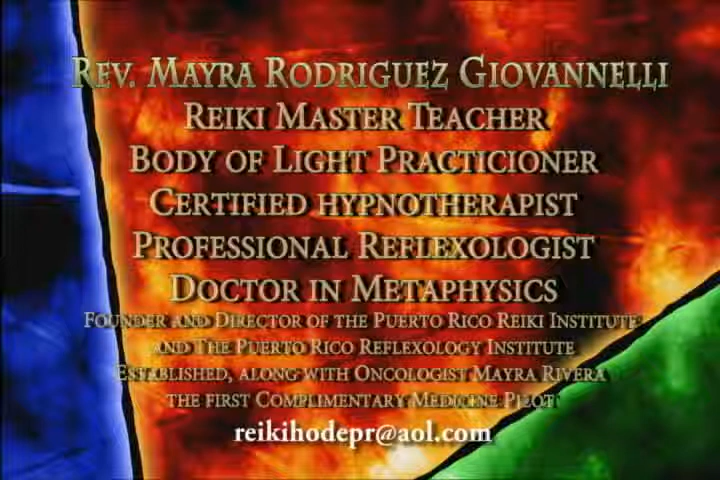 Rev. Mayra Rodriguez Giovannelli
Reiki Master Teacher
Body of Light Practicioner
Certified hypnotherapist
Professional Reflexologist
Doctor in Metaphysics
Founder and Director of the Puerto Rico Reiki Institute
and The Puerto Rico Reflexology Institute
Established, along with Oncologist Mayra Rivera
the first Complimentary Medicine Pilot
reikihodepr@aol.com